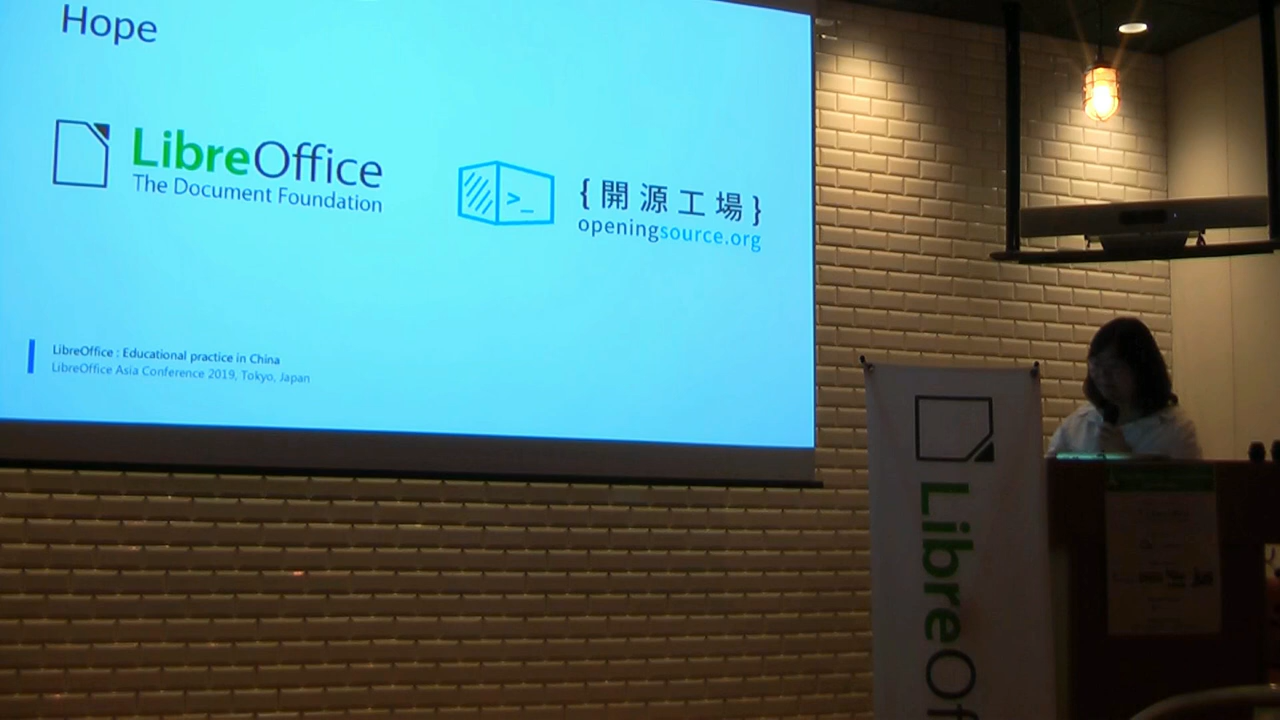 Hope
LibreOffice
The Document Foundation
>_
{開源工場}
openingsource.org
LibreOffice : Educational practice in China
LibreOffice Asia Conference 2019, Tokyo, Japan
LibreO